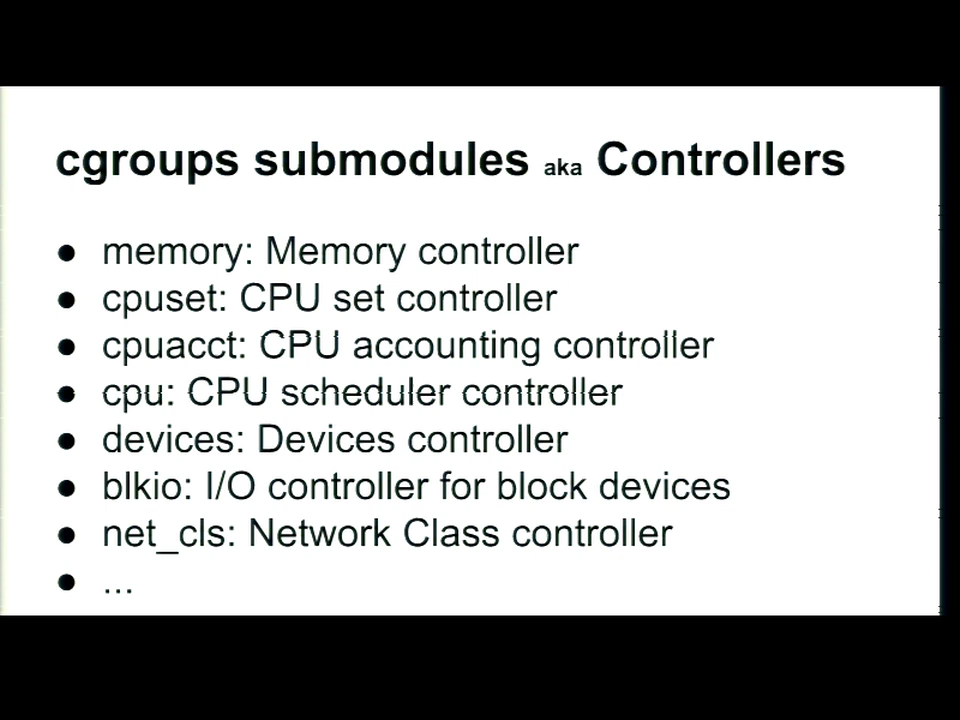 cgroups submodules aka Controllers
● memory: Memory controller
● cpuset: CPU set controller
● cpuacct: CPU accounting controller
● cpu: CPU scheduler controller
● devices: Devices controller
● blkio: I/O controller for block devices
● net_cls: Network Class controller
● ...